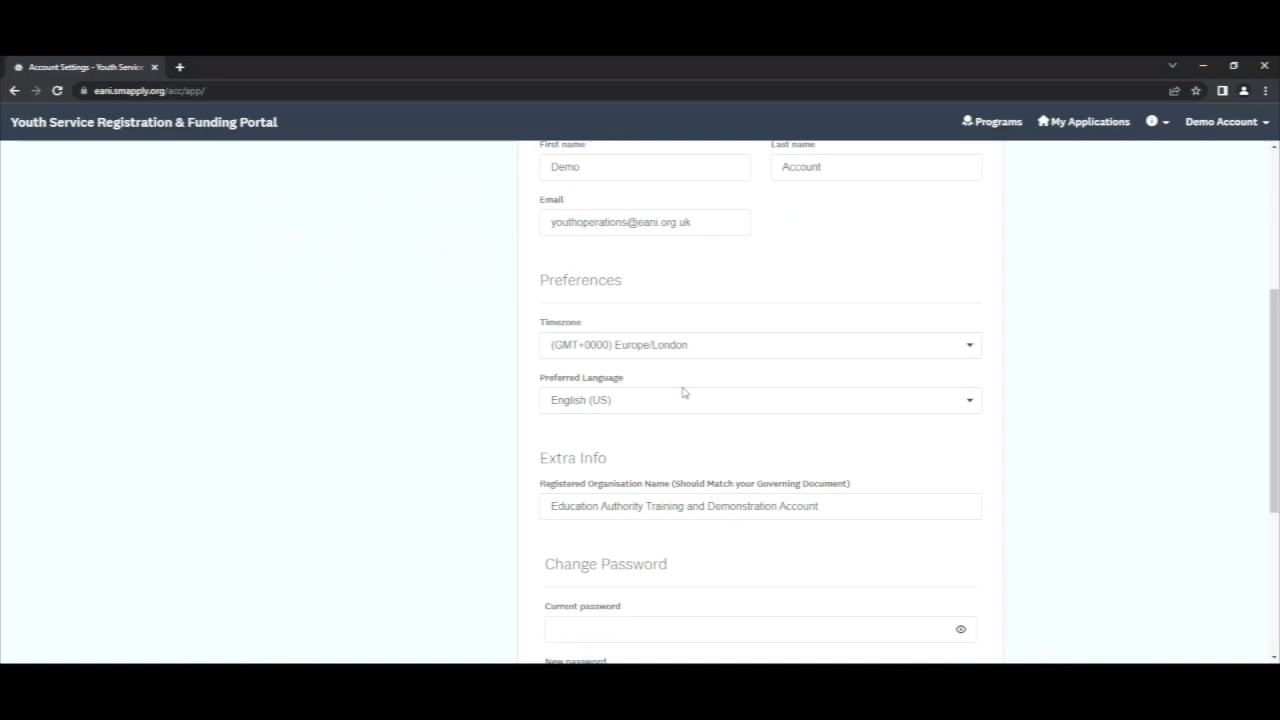 Account Settings - Youth Service
eani.smapply.org/acc/app/
Youth Service Registration & Funding Portal
Programs
My Applications
Demo Account
First name
Last name
Demo
Account
Email
youthoperations@eani.org.uk
Preferences
Timezone
(GMT+0000) Europe/London
Preferred Language
English (US)
Extra Info
Registered Organisation Name (Should Match your Governing Document)
Education Authority Training and Demonstration Account
Change Password
Current password
New password